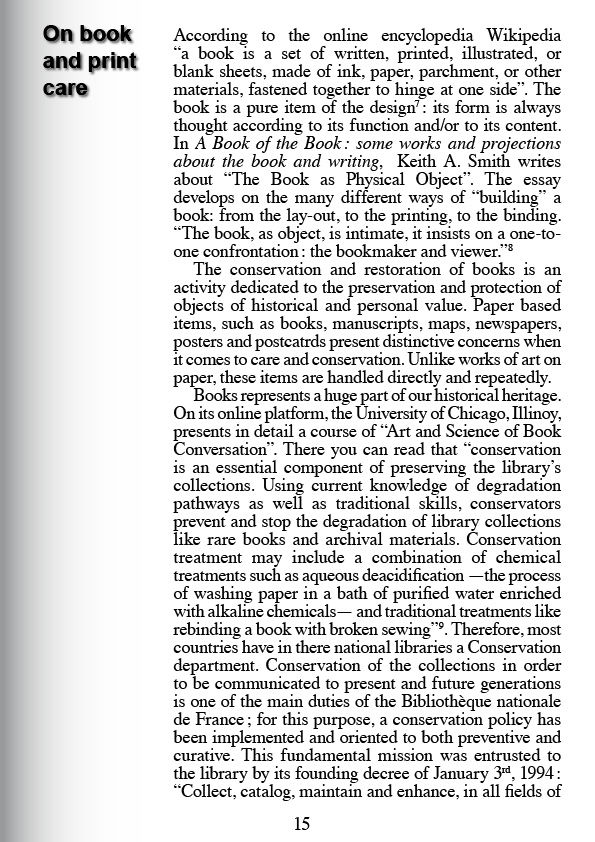 On book
and print
care
According to the online encyclopedia Wikipedia
“a book is a set of written, printed, illustrated, or
blank sheets, made of ink, paper, parchment, or other
materials, fastened together to hinge at one side”. The
book is a pure item of the design⁷ : its form is always
thought according to its function and/or to its content.
In A Book of the Book : some works and projections
about the book and writing, Keith A. Smith writes
about “The Book as Physical Object”. The essay
develops on the many different ways of “building” a
book: from the lay-out, to the printing, to the binding.
“The book, as object, is intimate, it insists on a one-to-
one confrontation : the bookmaker and viewer.”⁸
The conservation and restoration of books is an
activity dedicated to the preservation and protection of
objects of historical and personal value. Paper based
items, such as books, manuscripts, maps, newspapers,
posters and postcatrds present distinctive concerns when
it comes to care and conservation. Unlike works of art on
paper, these items are handled directly and repeatedly.
Books represents a huge part of our historical heritage.
On its online platform, the University of Chicago, Illinoy,
presents in detail a course of “Art and Science of Book
Conversation”. There you can read that “conservation
is an essential component of preserving the library’s
collections. Using current knowledge of degradation
pathways as well as traditional skills, conservators
prevent and stop the degradation of library collections
like rare books and archival materials. Conservation
treatment may include a combination of chemical
treatments such as aqueous deacidification —the process
of washing paper in a bath of purified water enriched
with alkaline chemicals— and traditional treatments like
rebinding a book with broken sewing”⁹. Therefore, most
countries have in there national libraries a Conservation
department. Conservation of the collections in order
to be communicated to present and future generations
is one of the main duties of the Bibliothèque nationale
de France ; for this purpose, a conservation policy has
been implemented and oriented to both preventive and
curative. This fundamental mission was entrusted to
the library by its founding decree of January 3rd, 1994 :
“Collect, catalog, maintain and enhance, in all fields of
15